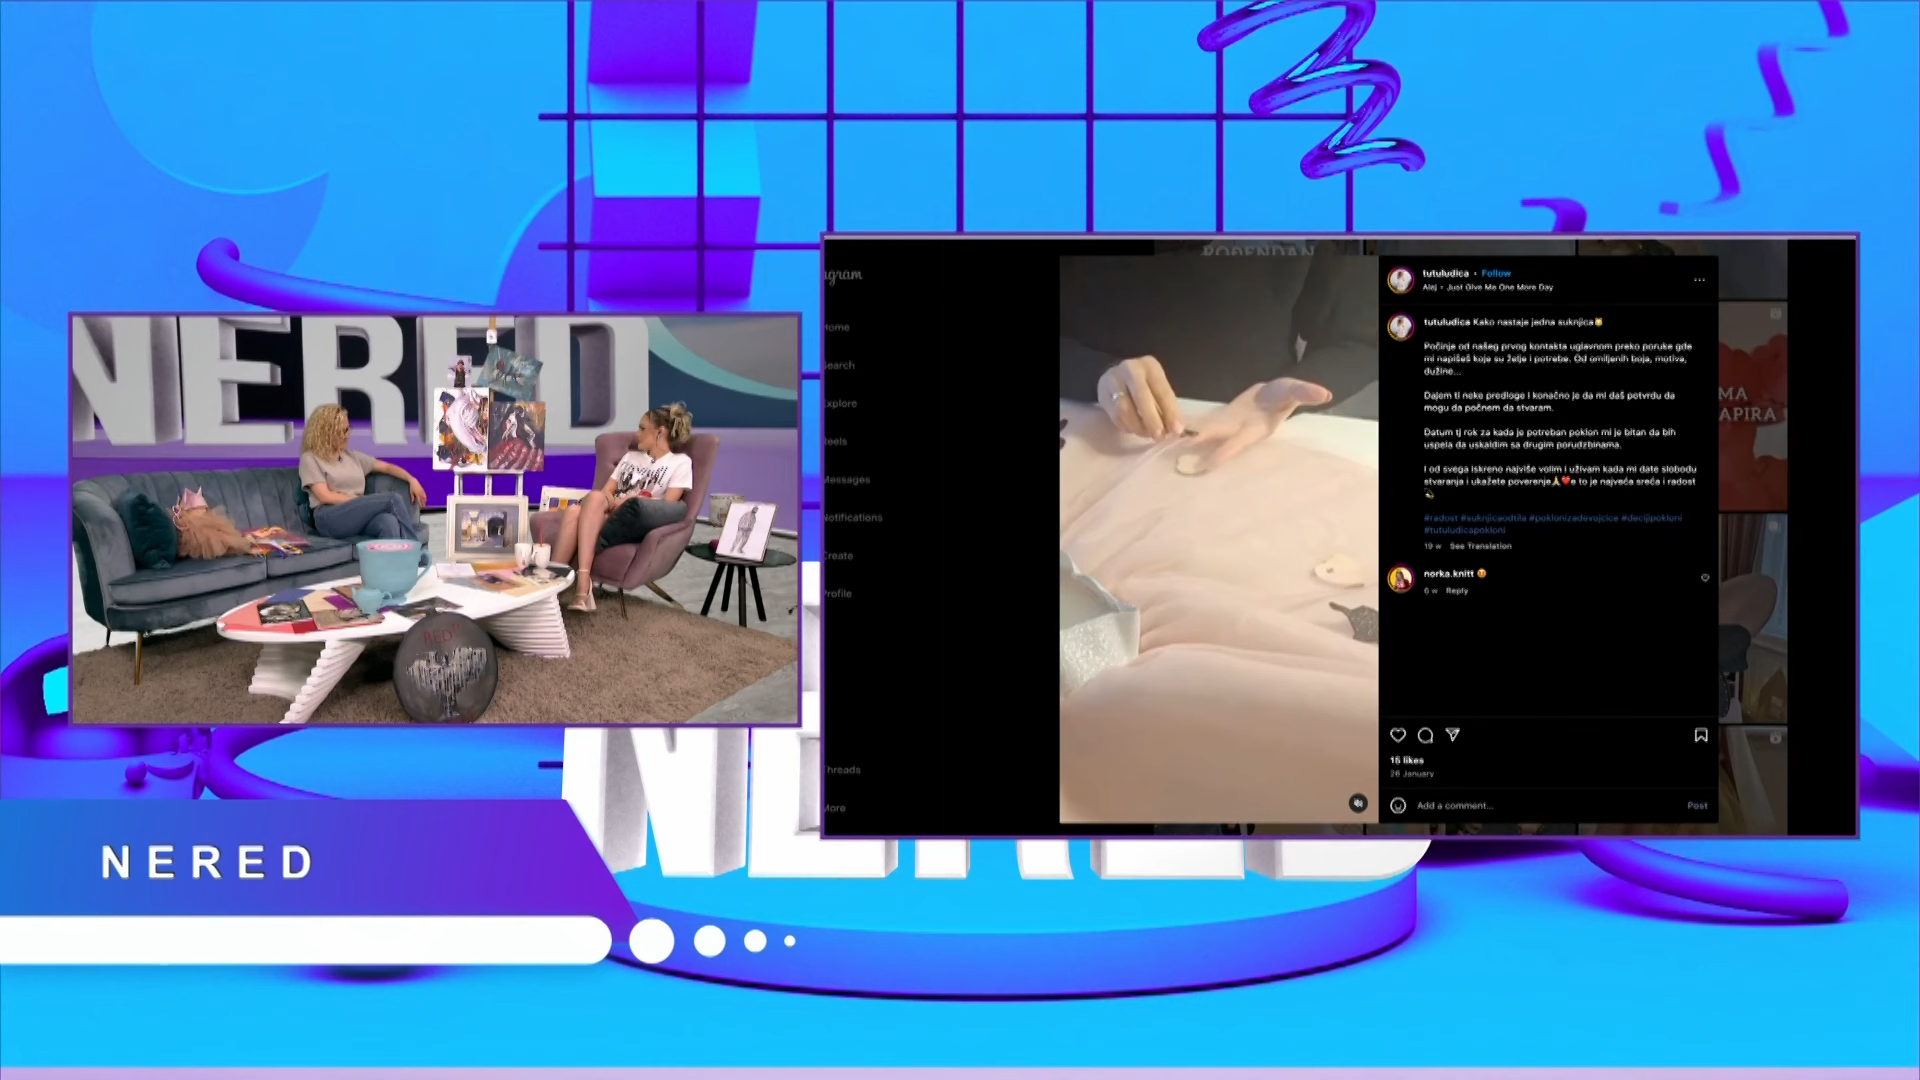 NERED
RED
NERED
NERED
agram
Home
Search
Explore
Reels
Messages
Notifications
Create
Profile
Threads
More
ROĐENDAN
MA
APIRA
tutuludica • Follow
Alej • Just Give Me One More Day
tutuludica Kako nastaje jedna suknjica
Počinje od našeg prvog kontakta uglavnom preko poruke gde
mi napišeš koje su želje i potrebe. Od omiljenih boja, motiva,
dužine...
Dajem ti neke predloge i konačno je da mi daš potvrdu da
mogu da počnem da stvaram.
Datum tj rok za kada je potreban poklon mi je bitan da bih
uspela da uskaldim sa drugim porudzbinama.
I od svega iskreno najviše volim i uživam kada mi date slobodu
stvaranja i ukažete poverenje🙏❤️e to je najveća sreća i radost
#radost #suknjicaodtila #poklonizadevojcice #decijipokloni
#tutuludicapokloni
19 w See Translation
norka.knitt 😍
6 w Reply
15 likes
26 January
Add a comment...
Post